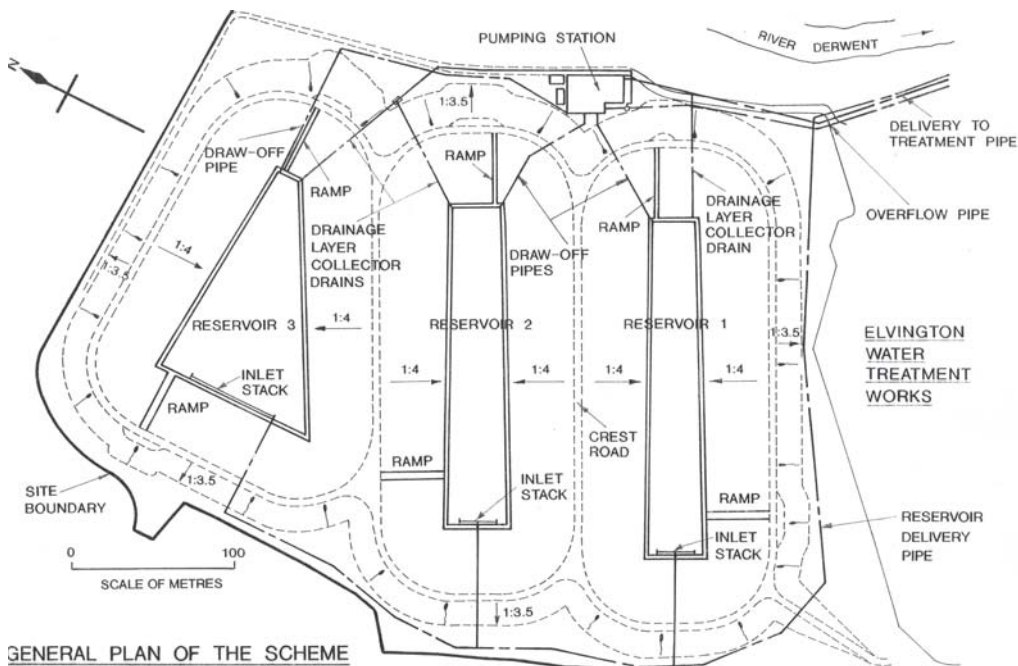 PUMPING STATION
RIVER DERWENT
N
1:3.5
DELIVERY TO
TREATMENT PIPE
DRAW-OFF
PIPE
RAMP
RAMP
RAMP
DRAINAGE
LAYER
COLLECTOR
DRAIN
OVERFLOW PIPE
DRAINAGE
LAYER
COLLECTOR
DRAINS
DRAW-OFF
PIPES
1:4
1:3.5
RESERVOIR 3
1:4
RESERVOIR 2
RESERVOIR 1
1:3.5
ELVINGTON
WATER
TREATMENT
WORKS
1:4
1:4
1:4
1:4
INLET
STACK
RAMP
CREST
ROAD
RAMP
INLET
STACK
RAMP
SITE
BOUNDARY
1:3.5
INLET
STACK
RESERVOIR
DELIVERY
PIPE
0
100
SCALE OF METRES
1:3.5
GENERAL PLAN OF THE SCHEME